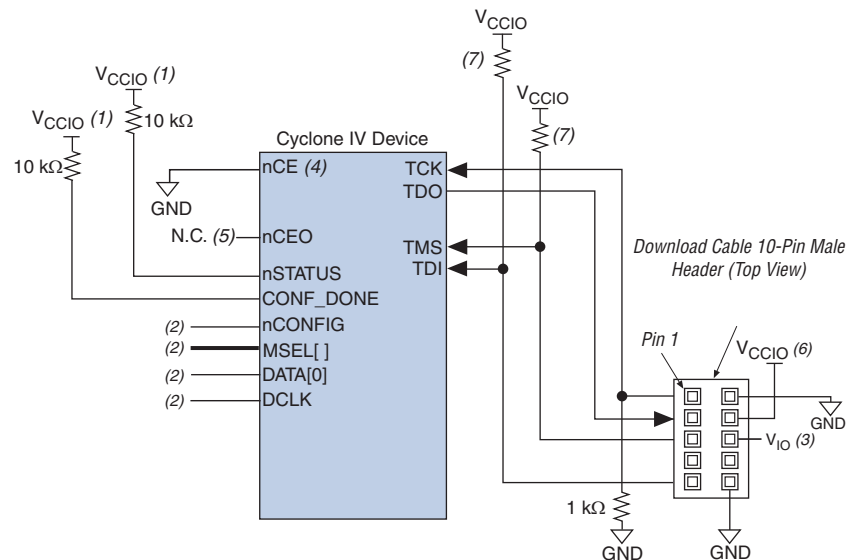 V_CCIO
(7)
V_CCIO (1)
V_CCIO
V_CCIO (1)
10 kΩ
(7)
10 kΩ
Cyclone IV Device
nCE (4)
TCK
GND
TDO
N.C. (5)
nCEO
TMS
Download Cable 10-Pin Male
Header (Top View)
TDI
nSTATUS
CONF_DONE
(2)
nCONFIG
(2)
MSEL[ ]
Pin 1
V_CCIO (6)
(2)
DATA[0]
(2)
DCLK
GND
V_IO (3)
1 kΩ
GND
GND